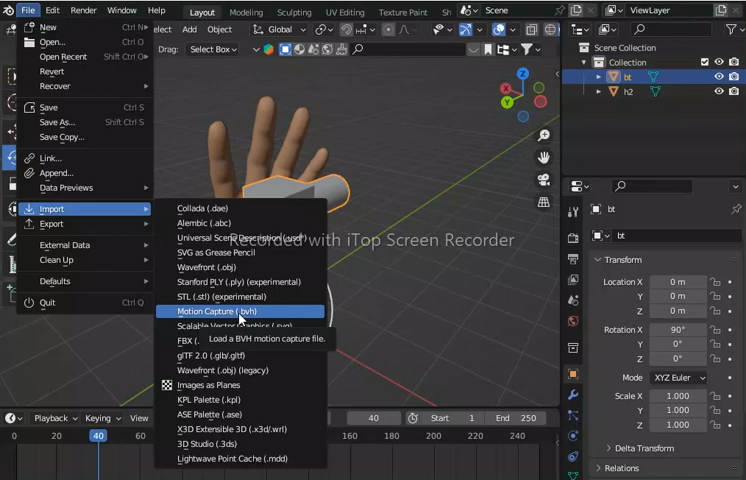 File Edit Render Window Help Layout Modeling Sculpting UV Editing Texture Paint Sh Scene ViewLayer
New Ctrl N
Open... Ctrl O
Open Recent Shift Ctrl O
Revert
Recover
Save Ctrl S
Save As... Shift Ctrl S
Save Copy...
Link...
Append...
Data Previews
Import
Export
External Data
Clean Up
Defaults
Quit Ctrl Q
elect Add Object
Drag: Select Box
Z
X
Y
Recorded with iTop Screen Recorder
Collada (.dae)
Alembic (.abc)
Universal Scene Description (.usd*)
SVG as Grease Pencil
Wavefront (.obj)
Stanford PLY (.ply) (experimental)
STL (.stl) (experimental)
Motion Capture (.bvh)
Scalable Vector Graphics (.svg)
FBX (.
Load a BVH motion capture file.
glTF 2.0 (.glb/.gltf)
Wavefront (.obj) (legacy)
Images as Planes
KPL Palette (.kpl)
ASE Palette (.ase)
X3D Extensible 3D (.x3d/.wrl)
3D Studio (.3ds)
Lightwave Point Cache (.mdd)
Scene Collection
Collection
bt
h2
bt
bt
Transform
Location X 0 m
Y 0 m
Z 0 m
Rotation X 90°
Y 0°
Z 0°
Mode XYZ Euler
Scale X 1.000
Y 1.000
Z 1.000
Delta Transform
Relations
Playback Keying View
40 Start 1 End 250
0 20 40 80 160 180 200 220 240